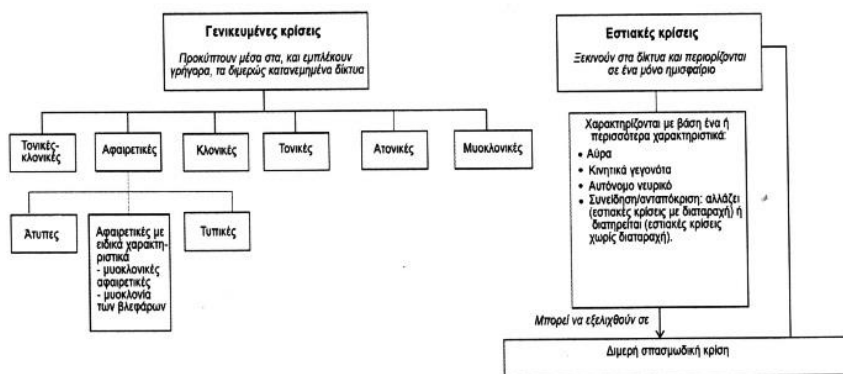 Γενικευμένες κρίσεις
Προκύπτουν μέσα στα, και εμπλέκουν
γρήγορα, τα διμερώς κατανεμημένα δίκτυα
Τονικές-
κλονικές
Αφαιρετικές
Κλονικές
Τονικές
Ατονικές
Μυοκλονικές
Άτυπες
Αφαιρετικές με
ειδικά χαρακτη-
ριστικά
- μυοκλονικές
αφαιρετικές
- μυοκλονία
των βλεφάρων
Τυπικές
Εστιακές κρίσεις
Ξεκινούν στα δίκτυα και περιορίζονται
σε ένα μόνο ημισφαίριο
Χαρακτηρίζονται με βάση ένα ή
περισσότερα χαρακτηριστικά:
• Αύρα
• Κινητικά γεγονότα
• Αυτόνομο νευρικό
• Συνείδηση/ανταπόκριση: αλλάζει
(εστιακές κρίσεις με διαταραχή) ή
διατηρείται (εστιακές κρίσεις
χωρίς διαταραχή).
Μπορεί να εξελιχθούν σε
Διμερή σπασμωδική κρίση